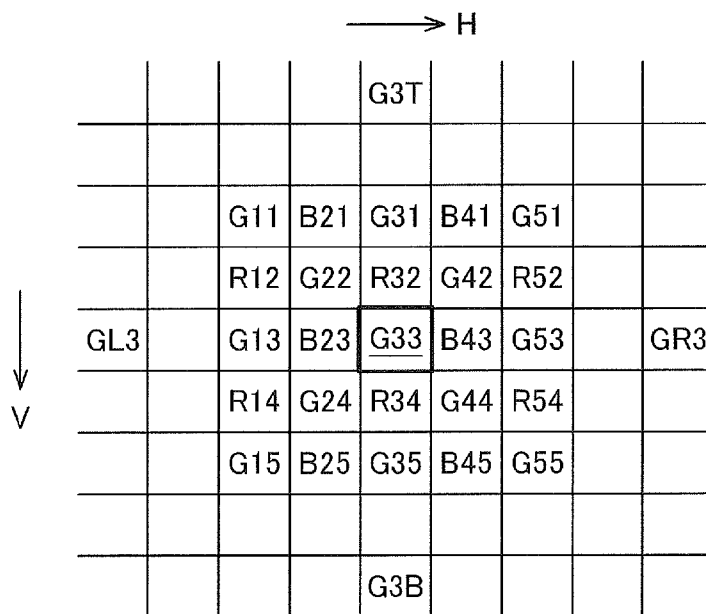 H
G3T
G11 B21 G31 B41 G51
R12 G22 R32 G42 R52
GL3 G13 B23 G33 B43 G53 GR3
R14 G24 R34 G44 R54
V
G15 B25 G35 B45 G55
G3B